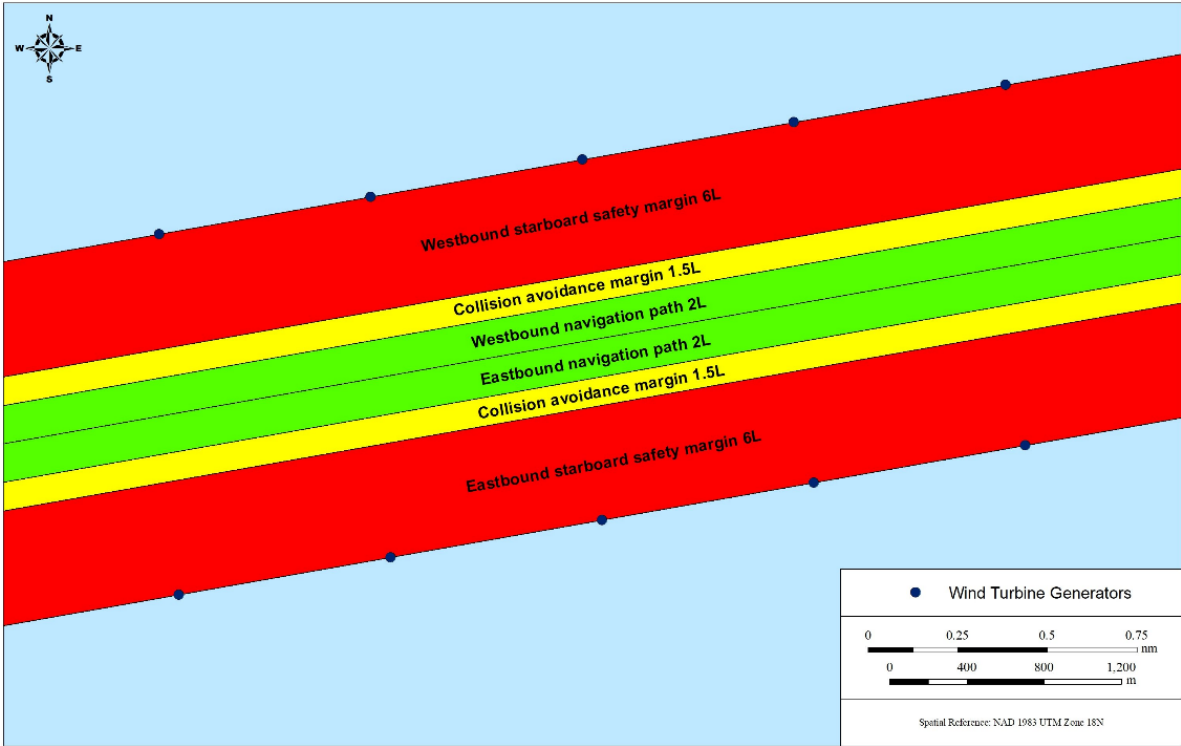 N
W E
S
Westbound starboard safety margin 6L
Collision avoidance margin 1.5L
Westbound navigation path 2L
Eastbound navigation path 2L
Collision avoidance margin 1.5L
Eastbound starboard safety margin 6L
Wind Turbine Generators
0 0.25 0.5 0.75
nm
0 400 800 1,200
m
Spatial Reference: NAD 1983 UTM Zone 18N